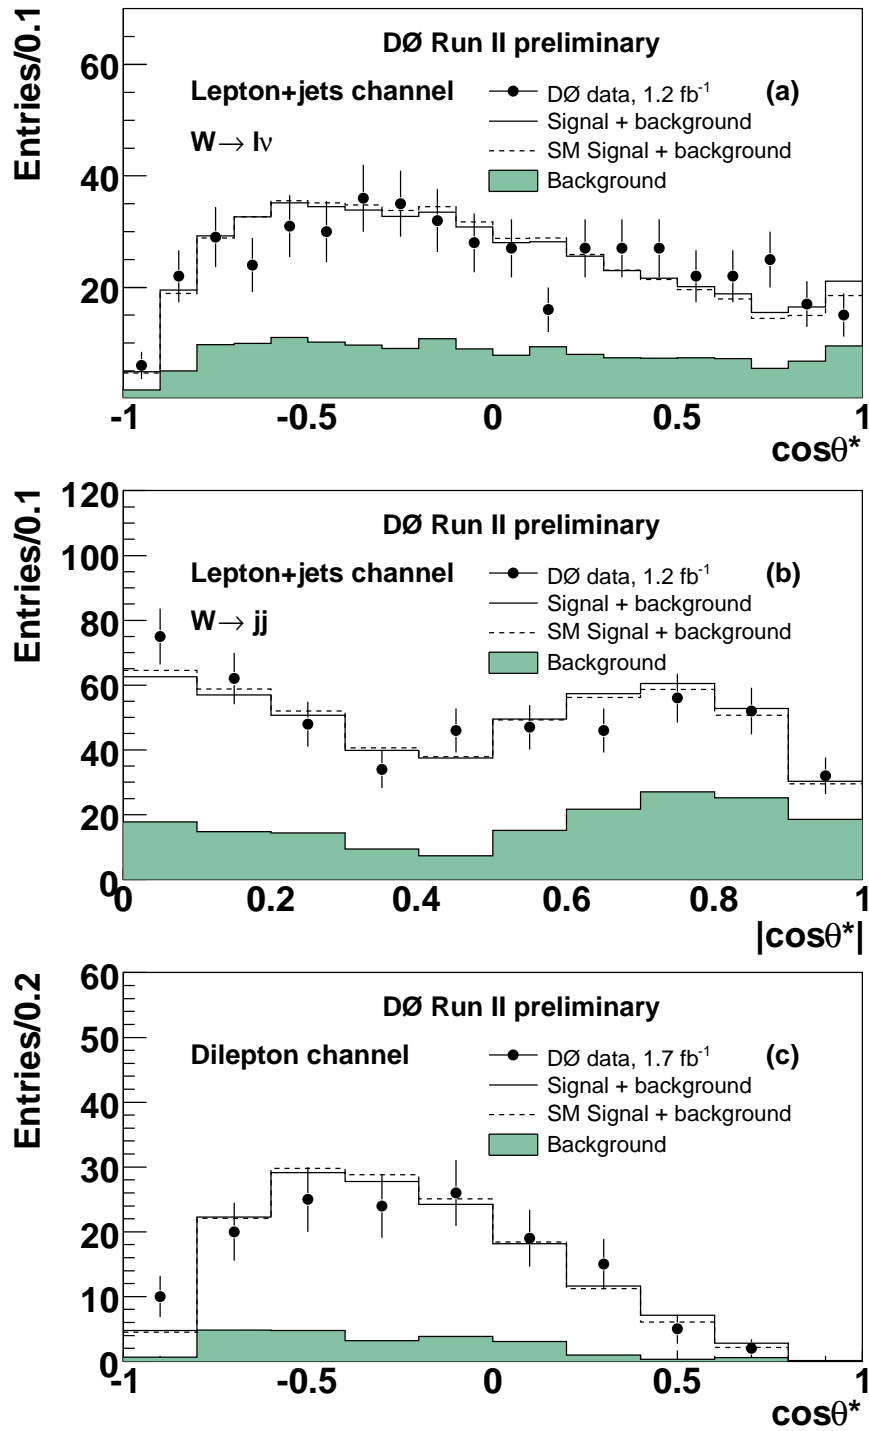 Entries/0.1
60
40
20
DØ Run II preliminary
Lepton+jets channel
W→ lν
(a)
DØ data, 1.2 fb⁻¹
Signal + background
SM Signal + background
Background
-1 -0.5 0 0.5 1
cosθ*
Entries/0.1
120
100
80
60
40
20
0
DØ Run II preliminary
Lepton+jets channel
W→ jj
(b)
DØ data, 1.2 fb⁻¹
Signal + background
SM Signal + background
Background
0 0.2 0.4 0.6 0.8 1
|cosθ*|
Entries/0.2
60
50
40
30
20
10
0
DØ Run II preliminary
Dilepton channel
(c)
DØ data, 1.7 fb⁻¹
Signal + background
SM Signal + background
Background
-1 -0.5 0 0.5 1
cosθ*